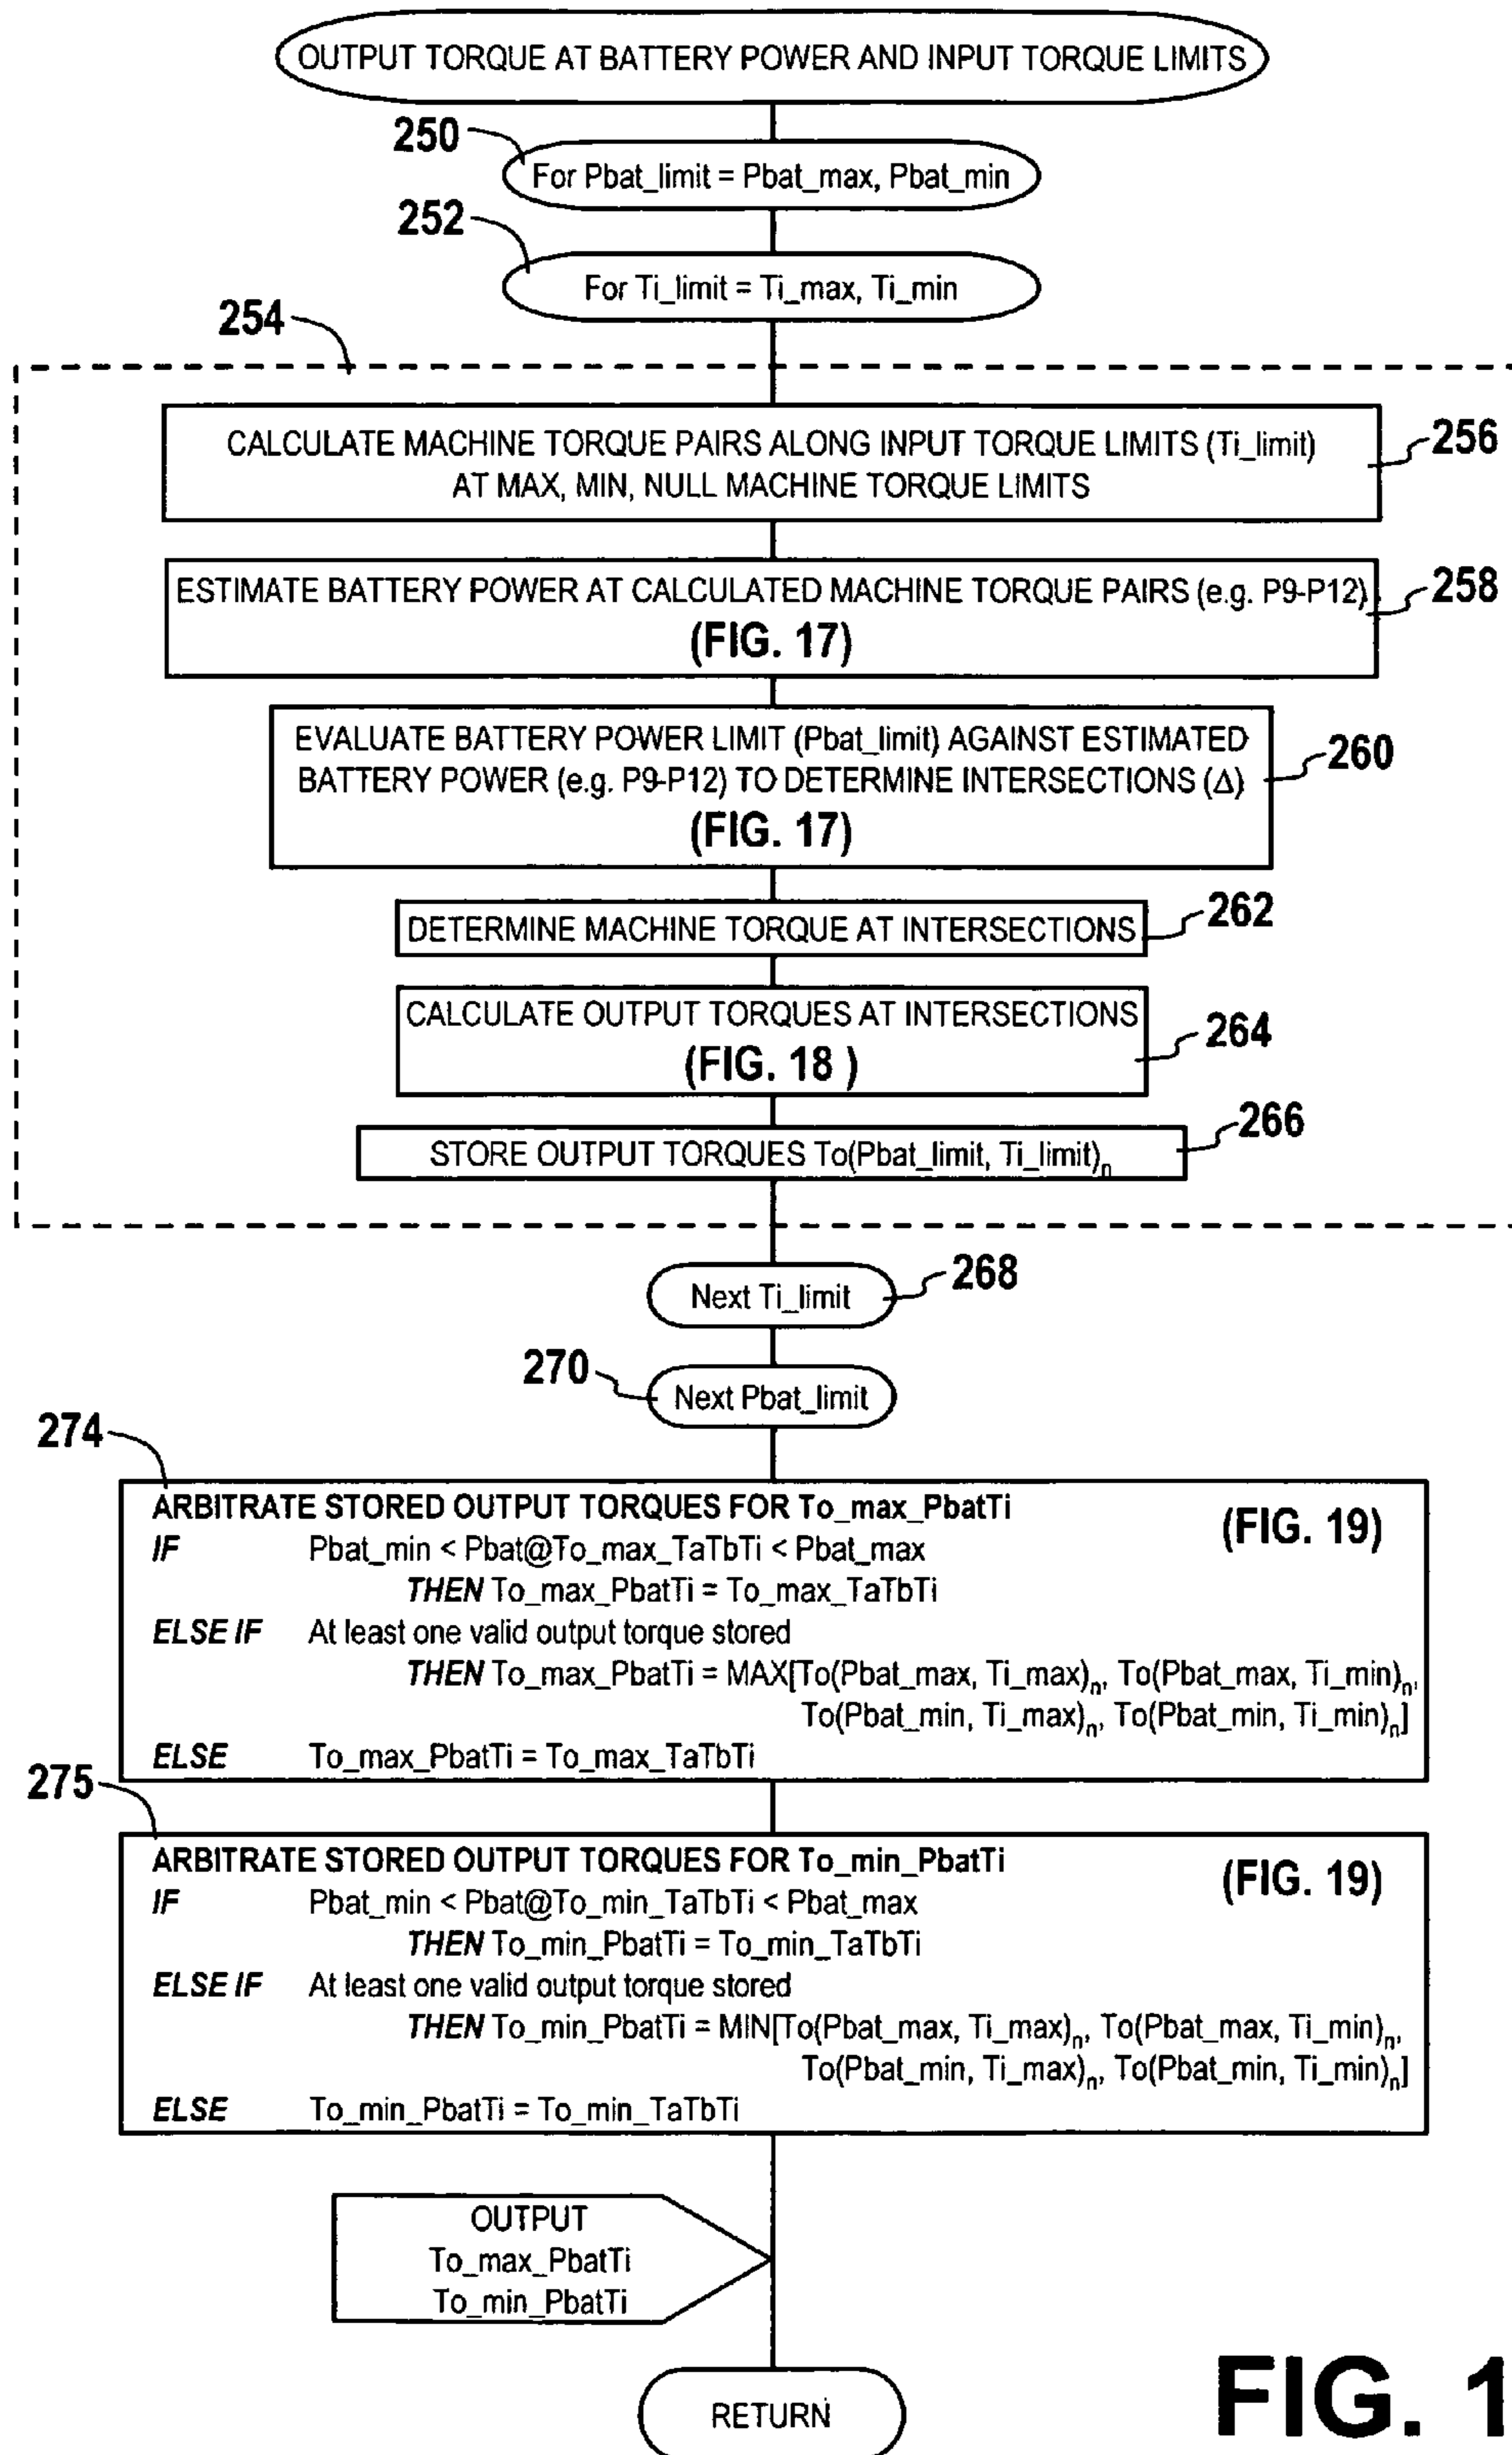 OUTPUT TORQUE AT BATTERY POWER AND INPUT TORQUE LIMITS
250
For Pbat_limit = Pbat_max, Pbat_min
252
For Ti_limit = Ti_max, Ti_min
254
CALCULATE MACHINE TORQUE PAIRS ALONG INPUT TORQUE LIMITS (Ti_limit)
AT MAX, MIN, NULL MACHINE TORQUE LIMITS
256
ESTIMATE BATTERY POWER AT CALCULATED MACHINE TORQUE PAIRS (e.g. P9-P12)
(FIG. 17)
258
EVALUATE BATTERY POWER LIMIT (Pbat_limit) AGAINST ESTIMATED
BATTERY POWER (e.g. P9-P12) TO DETERMINE INTERSECTIONS (Δ)
(FIG. 17)
260
DETERMINE MACHINE TORQUE AT INTERSECTIONS
262
CALCULATE OUTPUT TORQUES AT INTERSECTIONS
(FIG. 18 )
264
STORE OUTPUT TORQUES To(Pbat_limit, Ti_limit)n
266
Next Ti_limit
268
270
Next Pbat_limit
274
ARBITRATE STORED OUTPUT TORQUES FOR To_max_PbatTi (FIG. 19)
IF Pbat_min < Pbat@To_max_TaTbTi < Pbat_max
THEN To_max_PbatTi = To_max_TaTbTi
ELSE IF At least one valid output torque stored
THEN To_max_PbatTi = MAX[To(Pbat_max, Ti_max)n, To(Pbat_max, Ti_min)n,
To(Pbat_min, Ti_max)n, To(Pbat_min, Ti_min)n]
ELSE To_max_PbatTi = To_max_TaTbTi
275
ARBITRATE STORED OUTPUT TORQUES FOR To_min_PbatTi (FIG. 19)
IF Pbat_min < Pbat@To_min_TaTbTi < Pbat_max
THEN To_min_PbatTi = To_min_TaTbTi
ELSE IF At least one valid output torque stored
THEN To_min_PbatTi = MIN[To(Pbat_max, Ti_max)n, To(Pbat_max, Ti_min)n,
To(Pbat_min, Ti_max)n, To(Pbat_min, Ti_min)n]
ELSE To_min_PbatTi = To_min_TaTbTi
OUTPUT
To_max_PbatTi
To_min_PbatTi
RETURN
FIG. 1